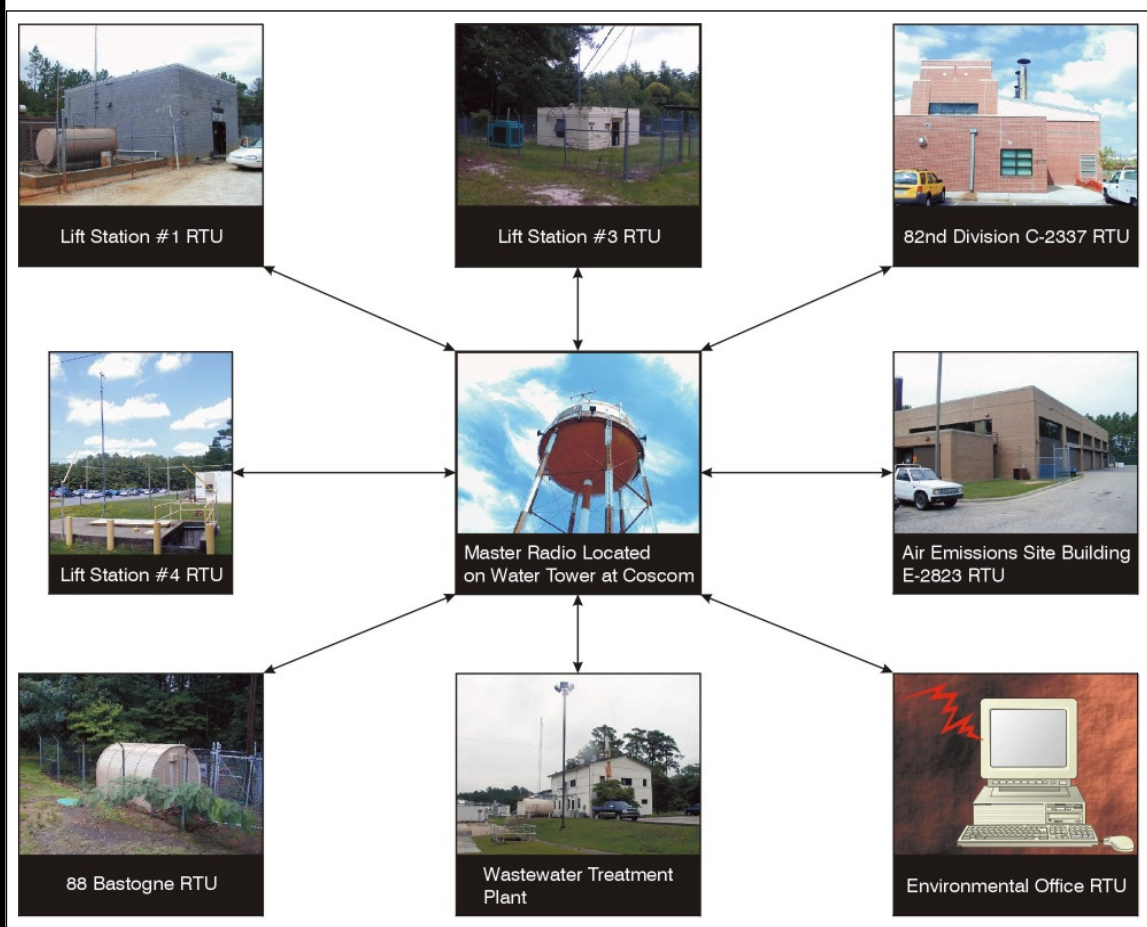 Lift Station #1 RTU
Lift Station #3 RTU
82nd Division C-2337 RTU
Lift Station #4 RTU
Master Radio Located
on Water Tower at Coscom
Air Emissions Site Building
E-2823 RTU
88 Bastogne RTU
Wastewater Treatment
Plant
Environmental Office RTU